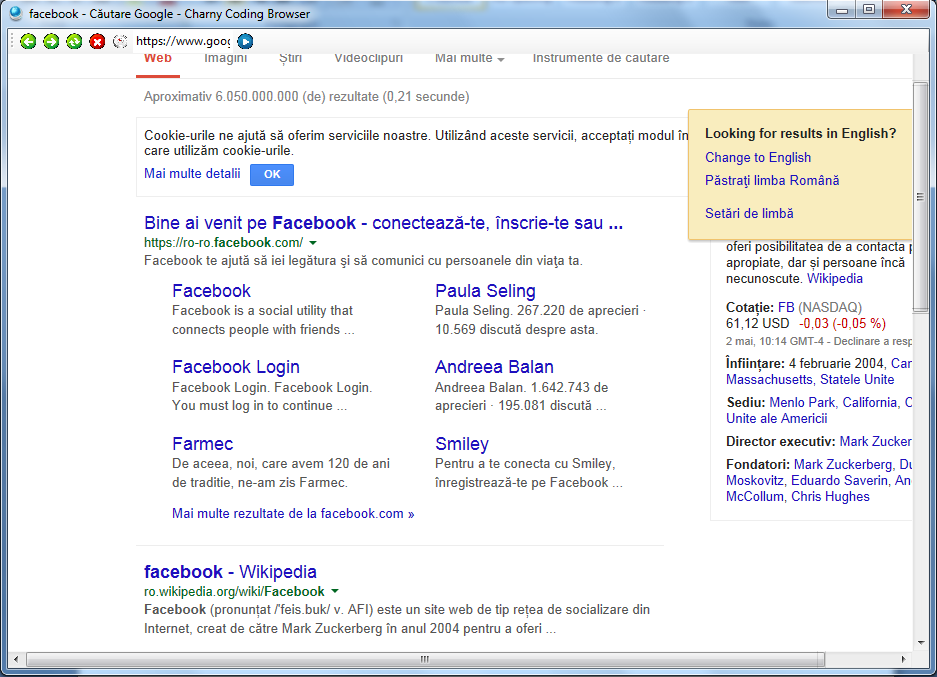 facebook - Căutare Google - Charny Coding Browser
https://www.goog
Web Imagini Știri Videoclipuri Mai multe Instrumente de căutare
Aproximativ 6.050.000.000 (de) rezultate (0,21 secunde)
Cookie-urile ne ajută să oferim serviciile noastre. Utilizând aceste servicii, acceptați modul în
care utilizăm cookie-urile.
Mai multe detalii OK
Looking for results in English?
Change to English
Păstraţi limba Română
Setări de limbă
Bine ai venit pe Facebook - conectează-te, înscrie-te sau ...
https://ro-ro.facebook.com/
Facebook te ajută să iei legătura şi să comunici cu persoanele din viaţa ta.
Facebook
Facebook is a social utility that
connects people with friends ...
Paula Seling
Paula Seling. 267.220 de aprecieri ·
10.569 discută despre asta.
Facebook Login
Facebook Login. Facebook Login.
You must log in to continue ...
Andreea Balan
Andreea Balan. 1.642.743 de
aprecieri · 195.081 discută ...
Farmec
De aceea, noi, care avem 120 de ani
de traditie, ne-am zis Farmec.
Smiley
Pentru a te conecta cu Smiley,
înregistrează-te pe Facebook ...
Mai multe rezultate de la facebook.com »
facebook - Wikipedia
ro.wikipedia.org/wiki/Facebook
Facebook (pronunțat /'feis.buk/ v. AFI) este un site web de tip rețea de socializare din
Internet, creat de către Mark Zuckerberg în anul 2004 pentru a oferi ...
oferi posibilitatea de a contacta p
apropiate, dar și persoane încă
necunoscute. Wikipedia
Cotație: FB (NASDAQ)
61,12 USD -0,03 (-0,05 %)
2 mai, 10:14 GMT-4 - Declinare a resp
Înființare: 4 februarie 2004, Car
Massachusetts, Statele Unite
Sediu: Menlo Park, California, C
Unite ale Americii
Director executiv: Mark Zucker
Fondatori: Mark Zuckerberg, Du
Moskovitz, Eduardo Saverin, An
McCollum, Chris Hughes